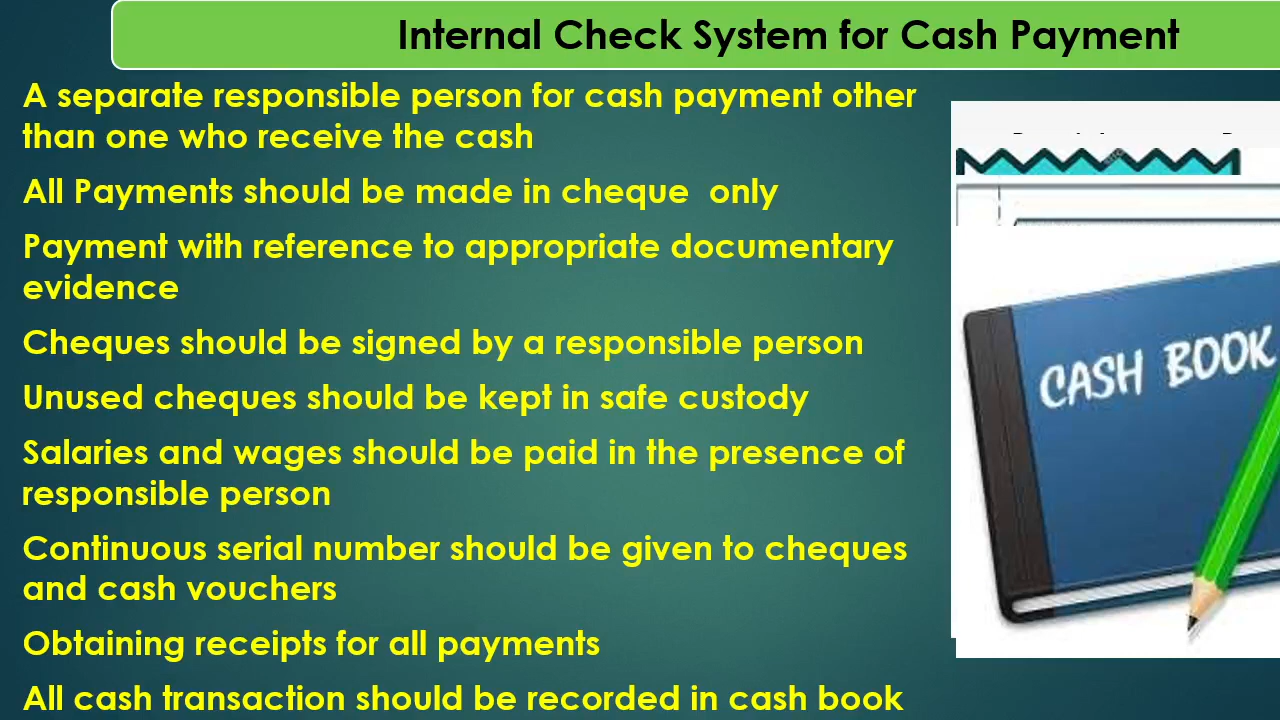 Internal Check System for Cash Payment
A separate responsible person for cash payment other
than one who receive the cash
All Payments should be made in cheque  only
Payment with reference to appropriate documentary
evidence
Cheques should be signed by a responsible person
Unused cheques should be kept in safe custody
Salaries and wages should be paid in the presence of
responsible person
Continuous serial number should be given to cheques
and cash vouchers
Obtaining receipts for all payments
All cash transaction should be recorded in cash book
CASH BOOK